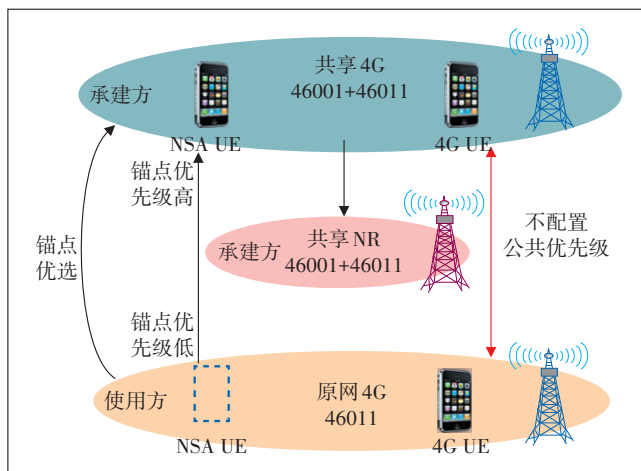 共享4G
46001+46011
承建方
NSA UE
4G UE
锚点优
先级高
锚点
优选
承建方
共享NR
46001+46011
不配置
公共优先级
锚点优
先级低
使用方
原网4G
46011
NSA UE
4G UE